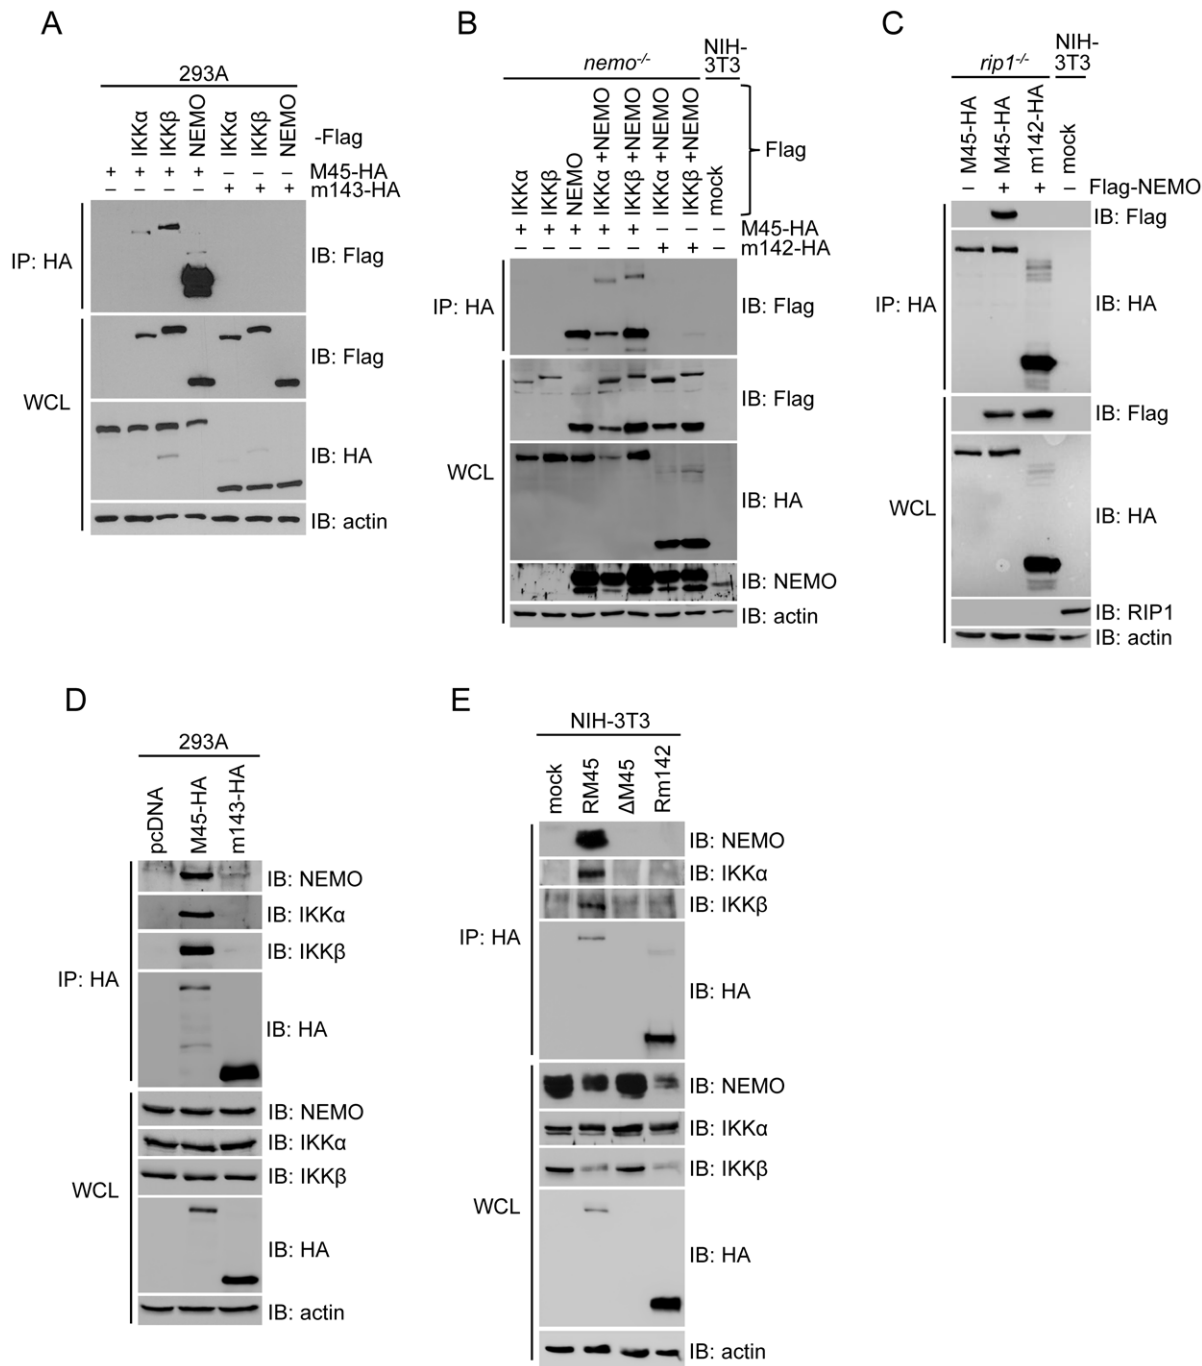 A
293A
IKKα
IKKβ
NEMO
IKKα
IKKβ
NEMO
-Flag
+ + + + – – – M45-HA
– – – – + + + m143-HA
IP: HA
IB: Flag
WCL
IB: Flag
IB: HA
IB: actin
B
nemo-/-
NIH-
3T3
IKKα
IKKβ
NEMO
IKKα +NEMO
IKKβ +NEMO
IKKα +NEMO
IKKβ +NEMO
mock
Flag
+ + + + + – – – M45-HA
– – – – – + + – m142-HA
IP: HA
IB: Flag
WCL
IB: Flag
IB: HA
IB: NEMO
IB: actin
C
rip1-/-
NIH-
3T3
M45-HA
M45-HA
m142-HA
mock
– + + – Flag-NEMO
IP: HA
IB: Flag
IB: HA
WCL
IB: Flag
IB: HA
IB: RIP1
IB: actin
D
293A
pcDNA
M45-HA
m143-HA
IP: HA
IB: NEMO
IB: IKKα
IB: IKKβ
IB: HA
WCL
IB: NEMO
IB: IKKα
IB: IKKβ
IB: HA
IB: actin
E
NIH-3T3
mock
RM45
ΔM45
Rm142
IP: HA
IB: NEMO
IB: IKKα
IB: IKKβ
IB: HA
WCL
IB: NEMO
IB: IKKα
IB: IKKβ
IB: HA
IB: actin